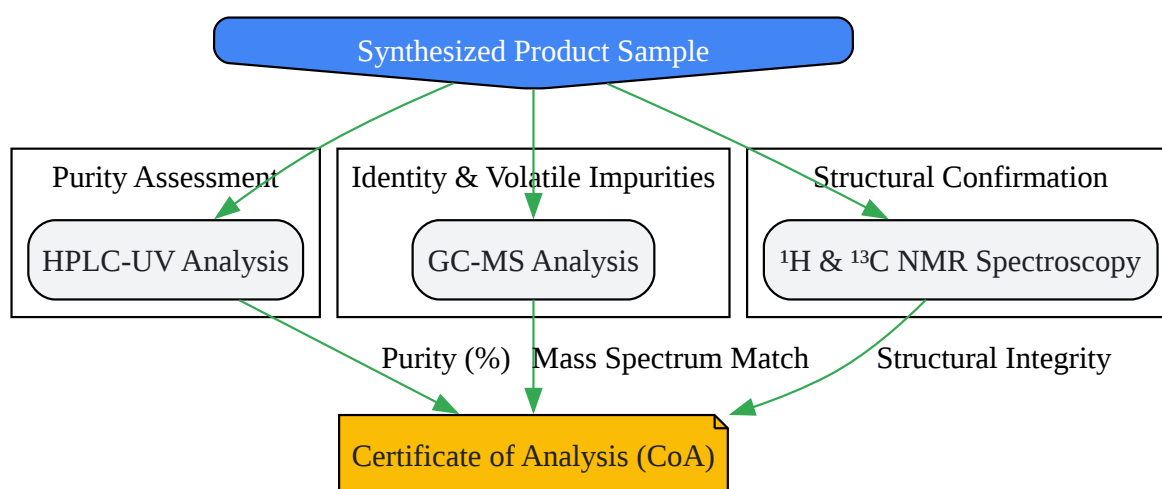 Synthesized Product Sample
Purity Assessment
Identity & Volatile Impurities
Structural Confirmation
HPLC-UV Analysis
GC-MS Analysis
¹H & ¹³C NMR Spectroscopy
Purity (%)
Mass Spectrum Match
Structural Integrity
Certificate of Analysis (CoA)